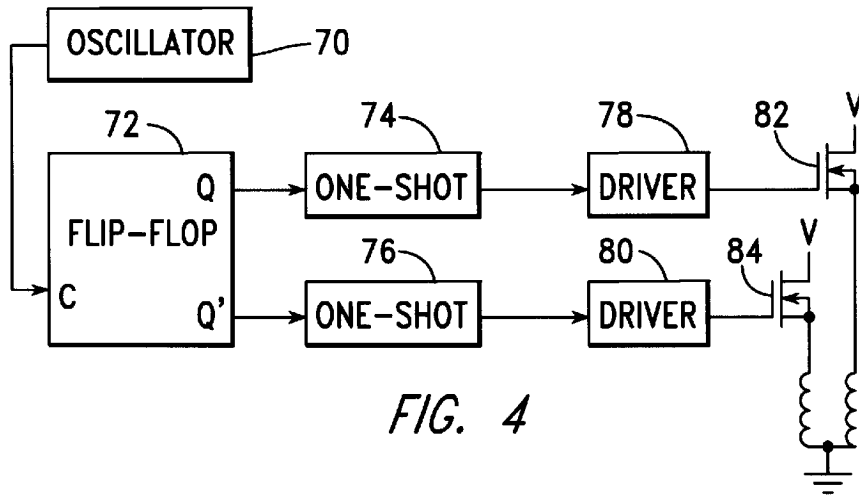 OSCILLATOR
70
72
74
78
82
V
Q
ONE-SHOT
DRIVER
FLIP-FLOP
76
80
84
V
C
Q'
ONE-SHOT
DRIVER
FIG. 4